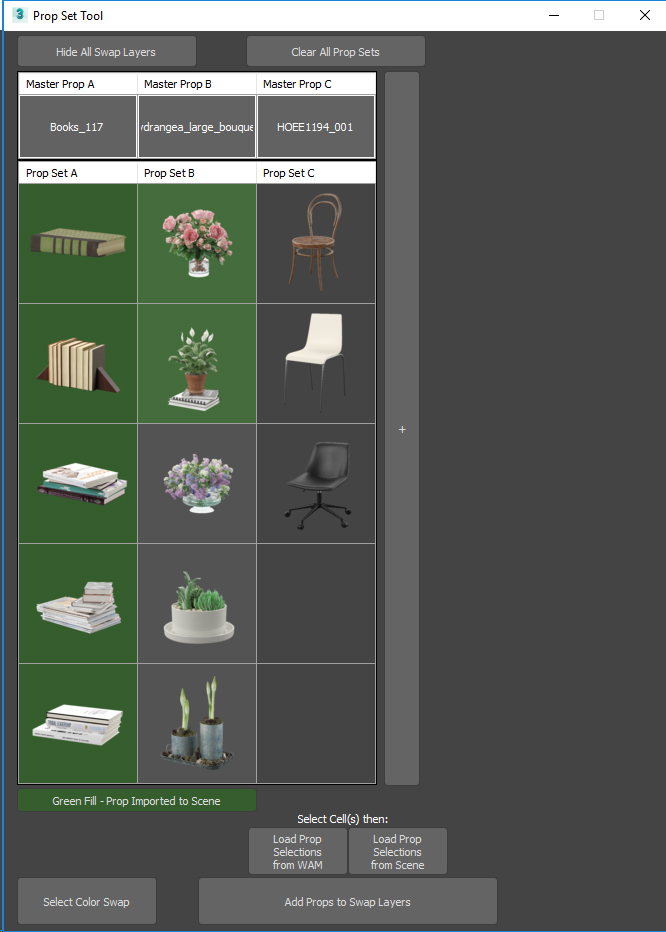 3 Prop Set Tool
Hide All Swap Layers
Clear All Prop Sets
Master Prop A
Master Prop B
Master Prop C
Books_117
ydrangea_large_bouque
HOEE1194_001
Prop Set A
Prop Set B
Prop Set C
+
Green Fill - Prop Imported to Scene
Select Cell(s) then:
Load Prop
Selections
from WAM
Load Prop
Selections
from Scene
Select Color Swap
Add Props to Swap Layers